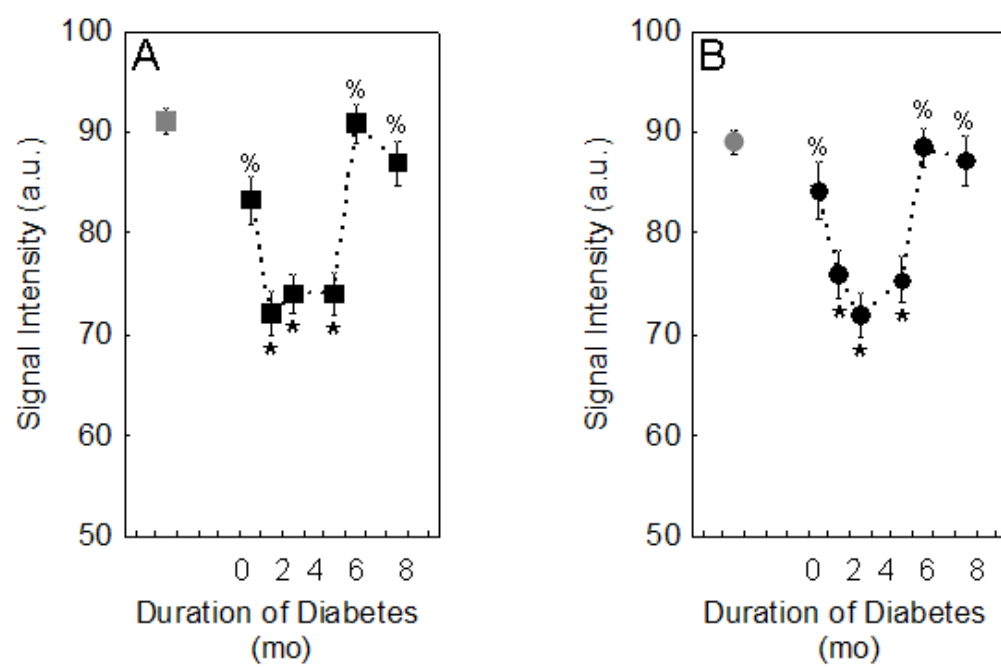 A
Signal Intensity (a.u.)
100
90
80
70
60
50
%
%
%
*
*
*
0 2 4 6 8
Duration of Diabetes
(mo)
B
Signal Intensity (a.u.)
100
90
80
70
60
50
%
%
%
*
*
*
0 2 4 6 8
Duration of Diabetes
(mo)